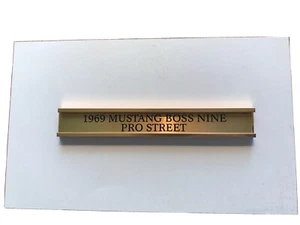 1969 MUSTANG BOSS NINE
PRO STREET